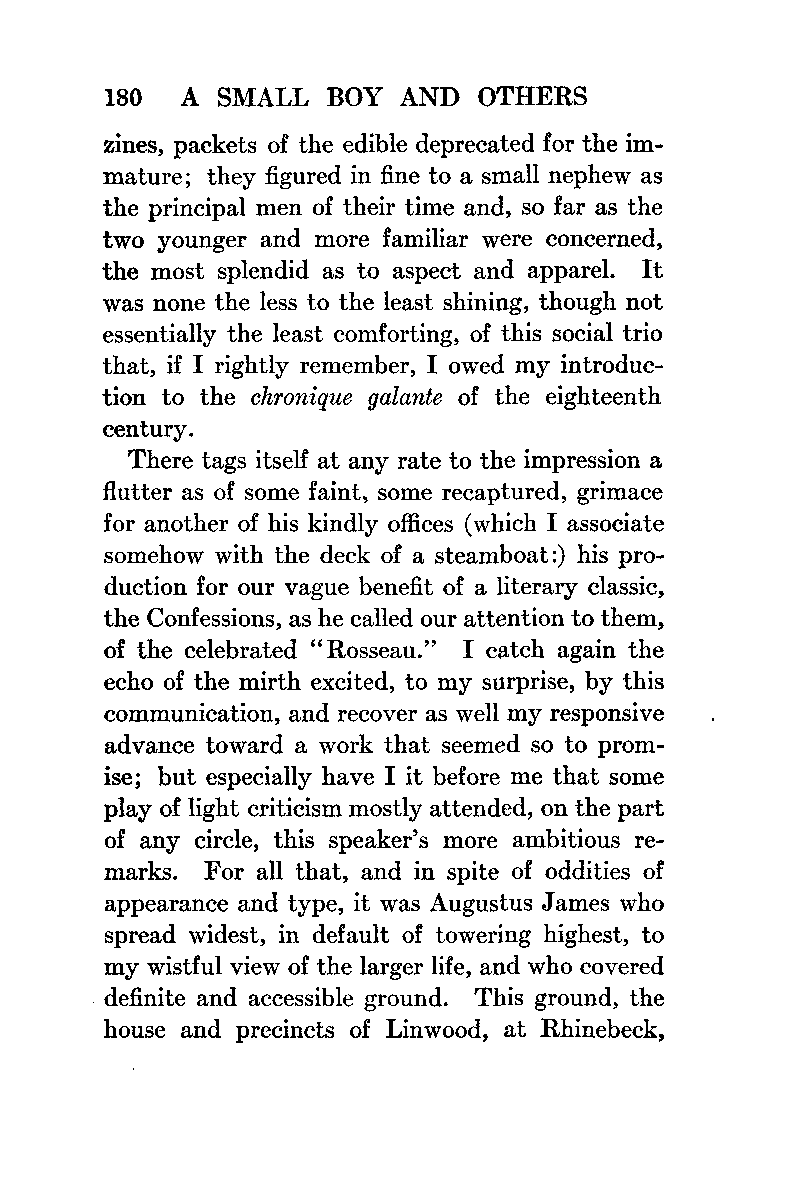 180 A SMALL BOY AND OTHERS
zines, packets of the edible deprecated for the im-
mature; they figured in fine to a small nephew as
the principal men of their time and, so far as the
two younger and more familiar were concerned,
the most splendid as to aspect and apparel. It
was none the less to the least shining, though not
essentially the least comforting, of this social trio
that, if I rightly remember, I owed my introduc-
tion to the chronique galante of the eighteenth
century.
There tags itself at any rate to the impression a
flutter as of some faint, some recaptured, grimace
for another of his kindly offices (which I associate
somehow with the deck of a steamboat:) his pro-
duction for our vague benefit of a literary classic,
the Confessions, as he called our attention to them,
of the celebrated “Rosseau.” I catch again the
echo of the mirth excited, to my surprise, by this
communication, and recover as well my responsive
advance toward a work that seemed so to prom-
ise; but especially have I it before me that some
play of light criticism mostly attended, on the part
of any circle, this speaker’s more ambitious re-
marks. For all that, and in spite of oddities of
appearance and type, it was Augustus James who
spread widest, in default of towering highest, to
my wistful view of the larger life, and who covered
definite and accessible ground. This ground, the
house and precincts of Linwood, at Rhinebeck,